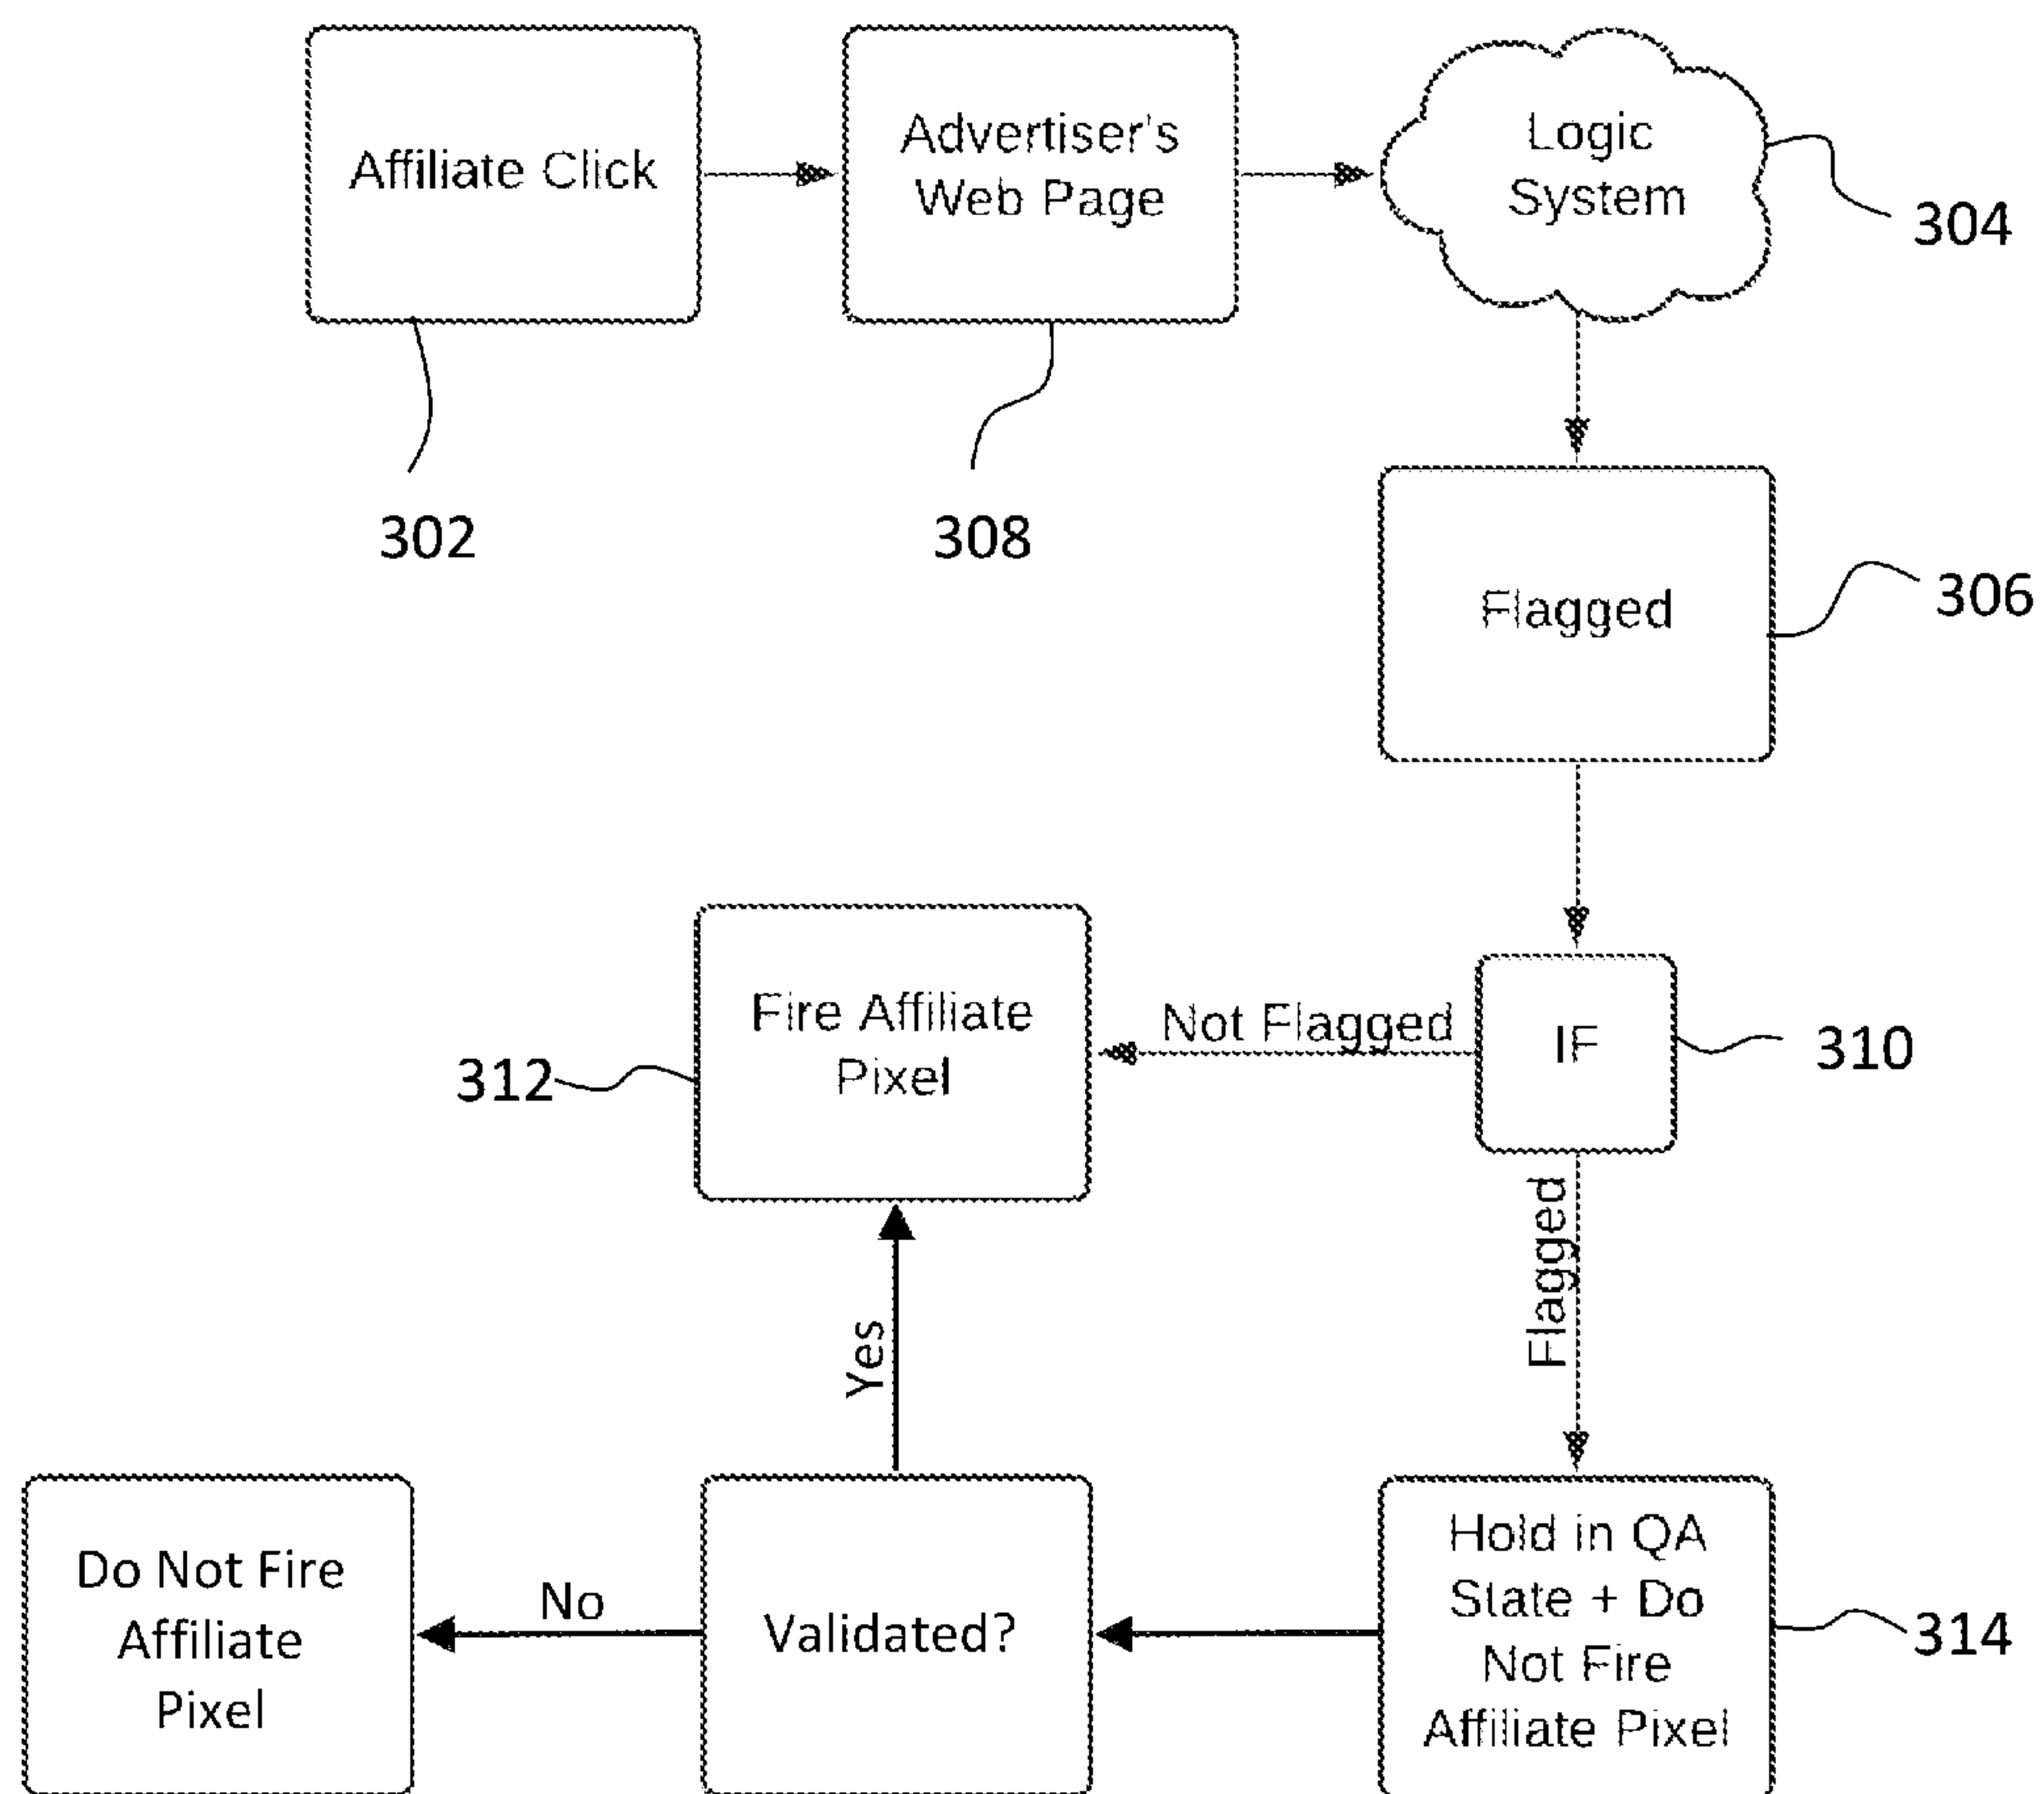 Affiliate Click
Advertiser's
Web Page
Logic
System
304
302
308
Flagged
306
Fire Affiliate
Pixel
Not Flagged
IF
310
312
Flagged
Yes
Do Not Fire
Affiliate
Pixel
No
Validated?
Hold in QA
State + Do
Not Fire
Affiliate Pixel
314